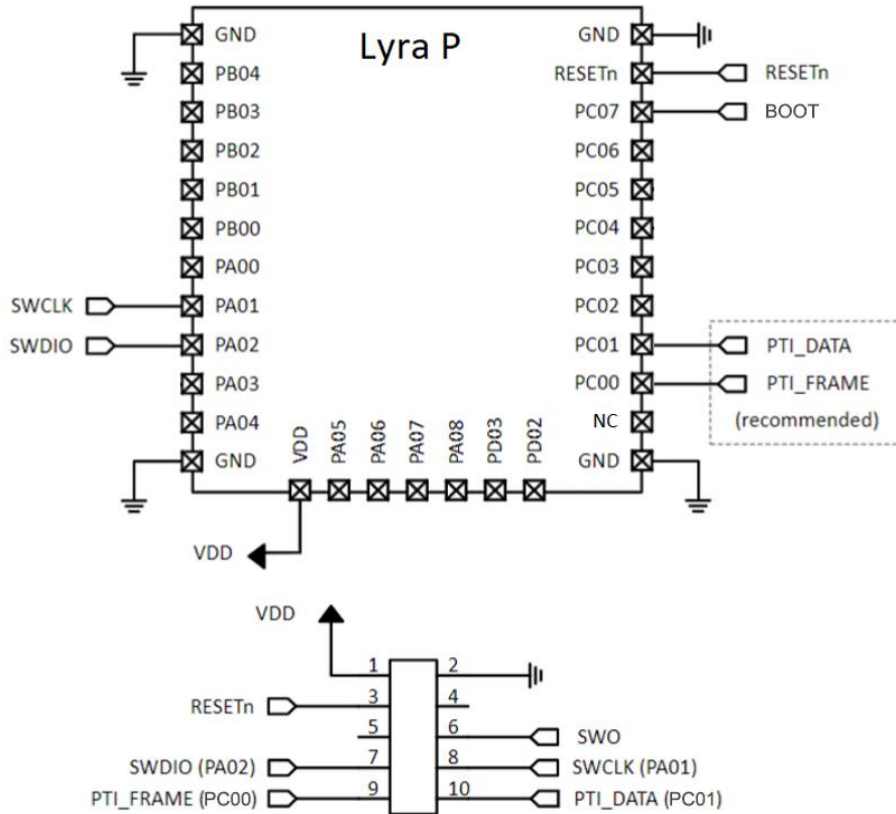 Lyra P
GND GND
PB04 RESETn RESETn
PB03 PC07 BOOT
PB02 PC06
PB01 PC05
PB00 PC04
PA00 PC03
SWCLK PA01 PC02
SWDIO PA02 PC01 PTI_DATA
PA03 PC00 PTI_FRAME
PA04 NC (recommended)
GND VDD PA05 PA06 PA07 PA08 PD03 PD02 GND
VDD
VDD
1 2
RESETn 3 4
5 6 SWO
SWDIO (PA02) 7 8 SWCLK (PA01)
PTI_FRAME (PC00) 9 10 PTI_DATA (PC01)